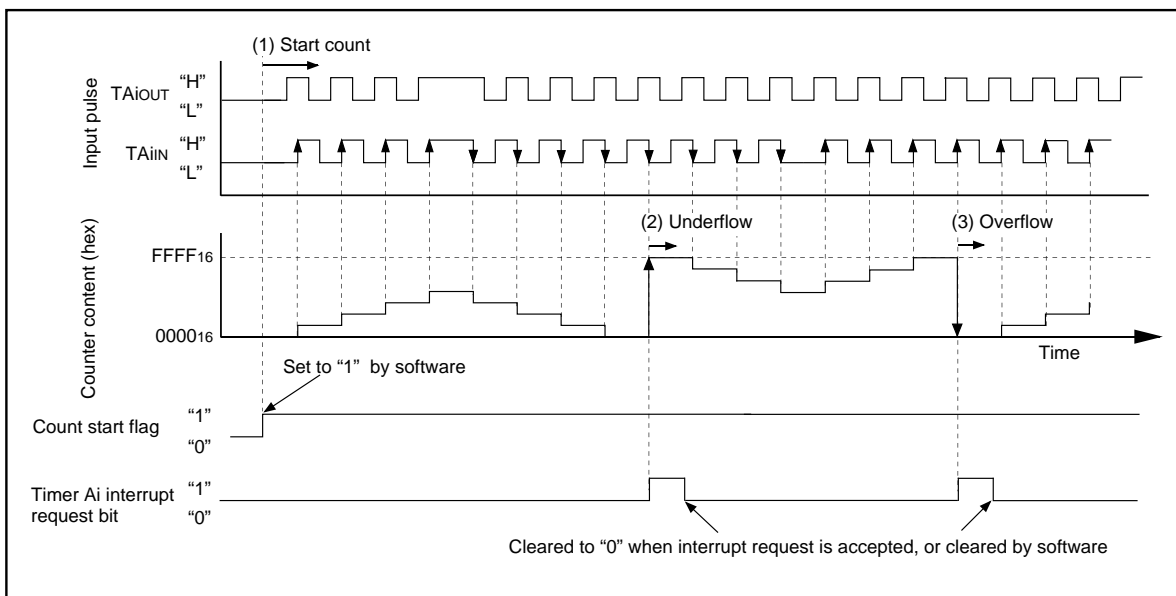 (1) Start count
Input pulse
TAiOUT
“H”
“L”
TAiIN
“H”
“L”
(2) Underflow
(3) Overflow
Counter content (hex)
FFFF16
000016
Time
Set to “1” by software
Count start flag
“1”
“0”
Timer Ai interrupt
request bit
“1”
“0”
Cleared to “0” when interrupt request is accepted, or cleared by software